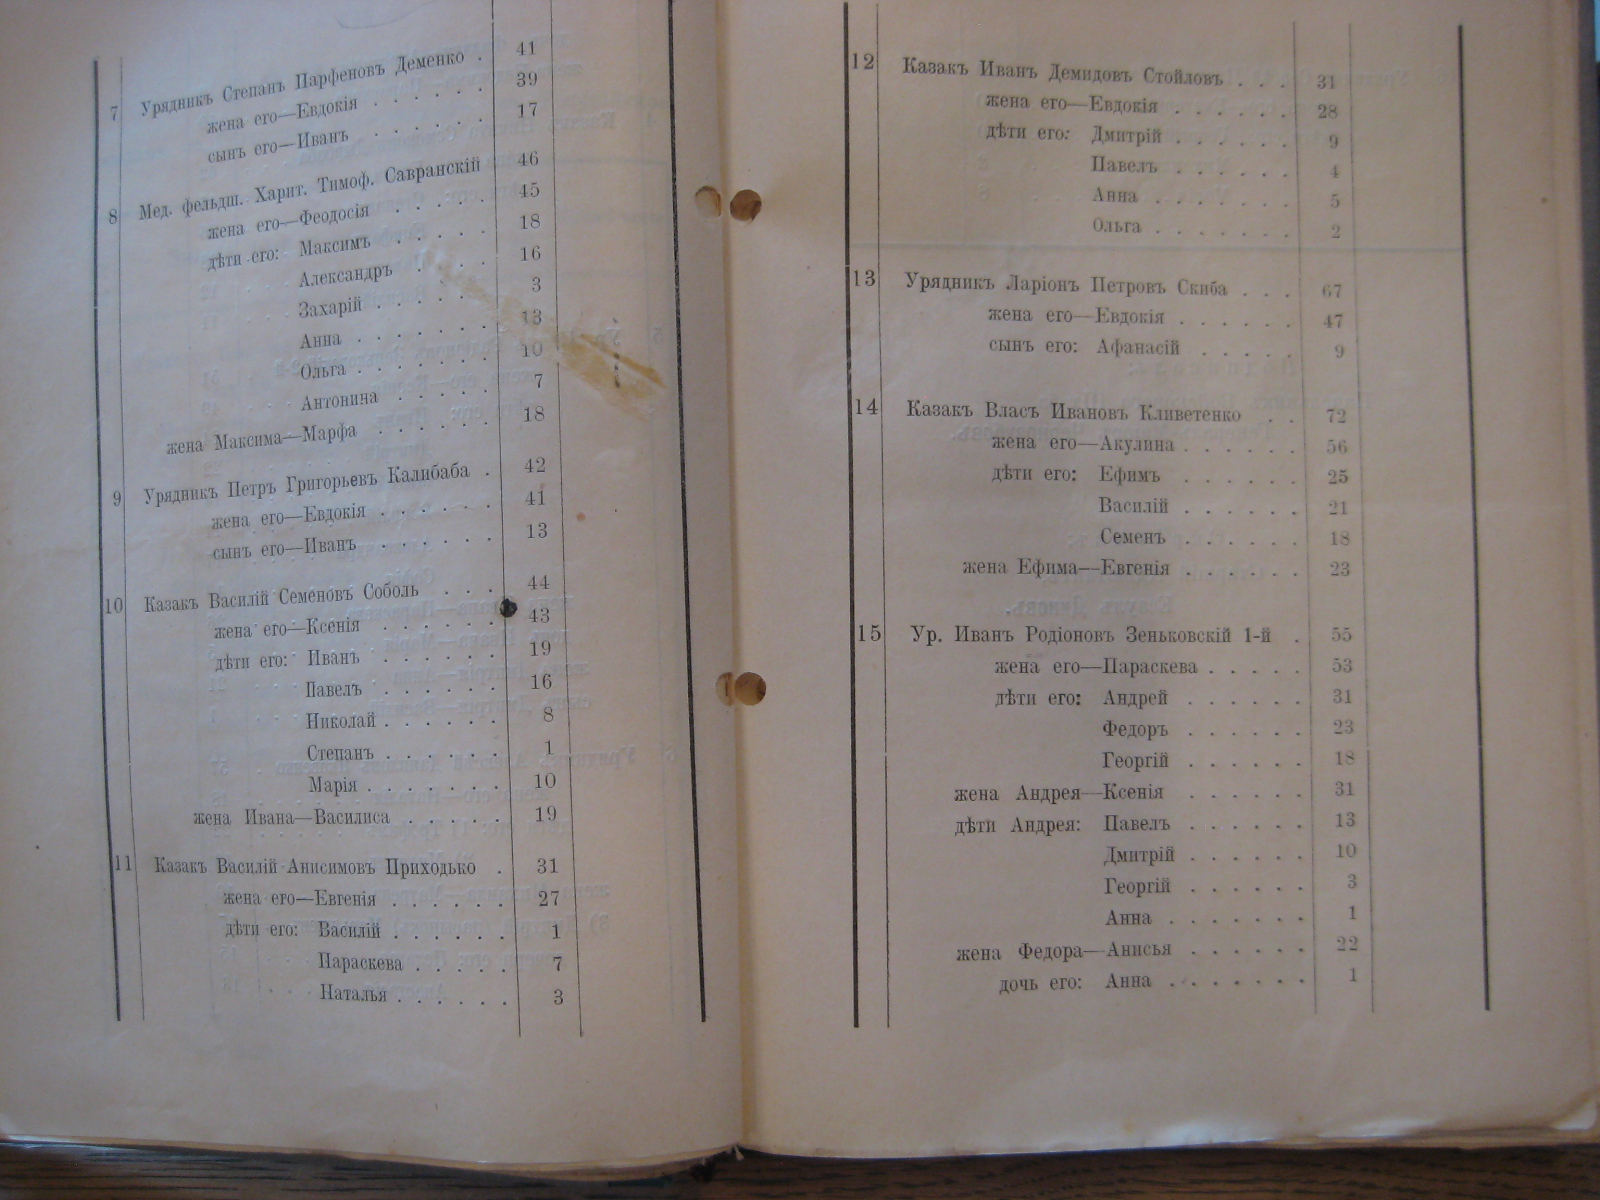 7 Урядникъ Степанъ Парфеновъ Деменко . 41
жена его—Евдокія . . . . . . 39
сынъ его—Иванъ . . . . . . 17
8 Мед. фельдш. Харит. Тимоф. Савранскій 46
жена его—Феодосія . . . . . 45
дѣти его: Максимъ . . . . . 18
Александръ . . . . 16
Захарій . . . . . 3
Анна . . . . . . 13
Ольга . . . . . . 10
Антонина . . . . . 7
жена Максима—Марфа . . . . . . 18
9 Урядникъ Петръ Григорьевъ Калибаба . 42
жена его—Евдокія . . . . . . 41
сынъ его—Иванъ . . . . . . 13
10 Казакъ Василій Семеновъ Соболь . . . 44
жена его—Ксенія . . . . . . 43
дѣти его: Иванъ . . . . . . 19
Павелъ . . . . . . 16
Николай . . . . . . 8
Степанъ . . . . . . 1
Марія . . . . . . . 10
жена Ивана—Василиса . . . . . 19
11 Казакъ Василій Анисимовъ Приходько . 31
жена его—Евгенія . . . . . . 27
дѣти его: Василій . . . . . . 1
Параскева . . . . . 7
Наталья . . . . . . 3
12 Казакъ Иванъ Демидовъ Стойловъ . . . 31
жена его—Евдокія . . . . . . 28
дѣти его: Дмитрій . . . . . . 9
Павелъ . . . . . . 4
Анна . . . . . . . 5
Ольга . . . . . . . 2
13 Урядникъ Ларіонъ Петровъ Скиба . . . 67
жена его—Евдокія . . . . . . 47
сынъ его: Афанасій . . . . . 9
14 Казакъ Власъ Ивановъ Кливетенко . . 72
жена его—Акулина . . . . . . 56
дѣти его: Ефимъ . . . . . . 25
Василій . . . . . . 21
Семенъ . . . . . . 18
жена Ефима—Евгенія . . . . . . 23
15 Ур. Иванъ Родіоновъ Зеньковскій 1-й . 55
жена его—Параскева . . . . . 53
дѣти его: Андрей . . . . . . 31
Федоръ . . . . . . 23
Георгій . . . . . . 18
жена Андрея—Ксенія . . . . . . 31
дѣти Андрея: Павелъ . . . . . . 13
Дмитрій . . . . . . 10
Георгій . . . . . . 3
Анна . . . . . . . 1
жена Федора—Анисья . . . . . . 22
дочь его: Анна . . . . . . . 1